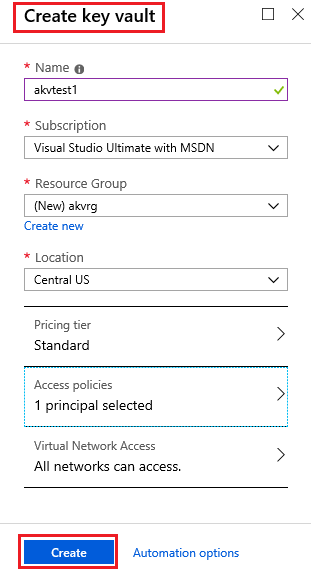 Create key vault
* Name
akvtest1
* Subscription
Visual Studio Ultimate with MSDN
* Resource Group
(New) akvrg
Create new
* Location
Central US
Pricing tier
Standard
Access policies
1 principal selected
Virtual Network Access
All networks can access.
Create Automation options